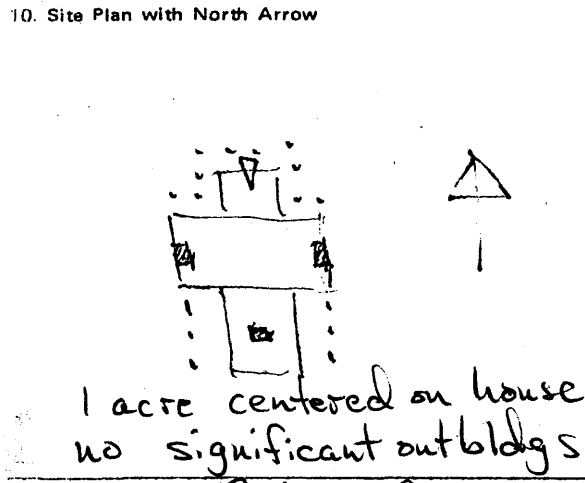 10. Site Plan with North Arrow
1 acre centered on house
no significant outbldgs